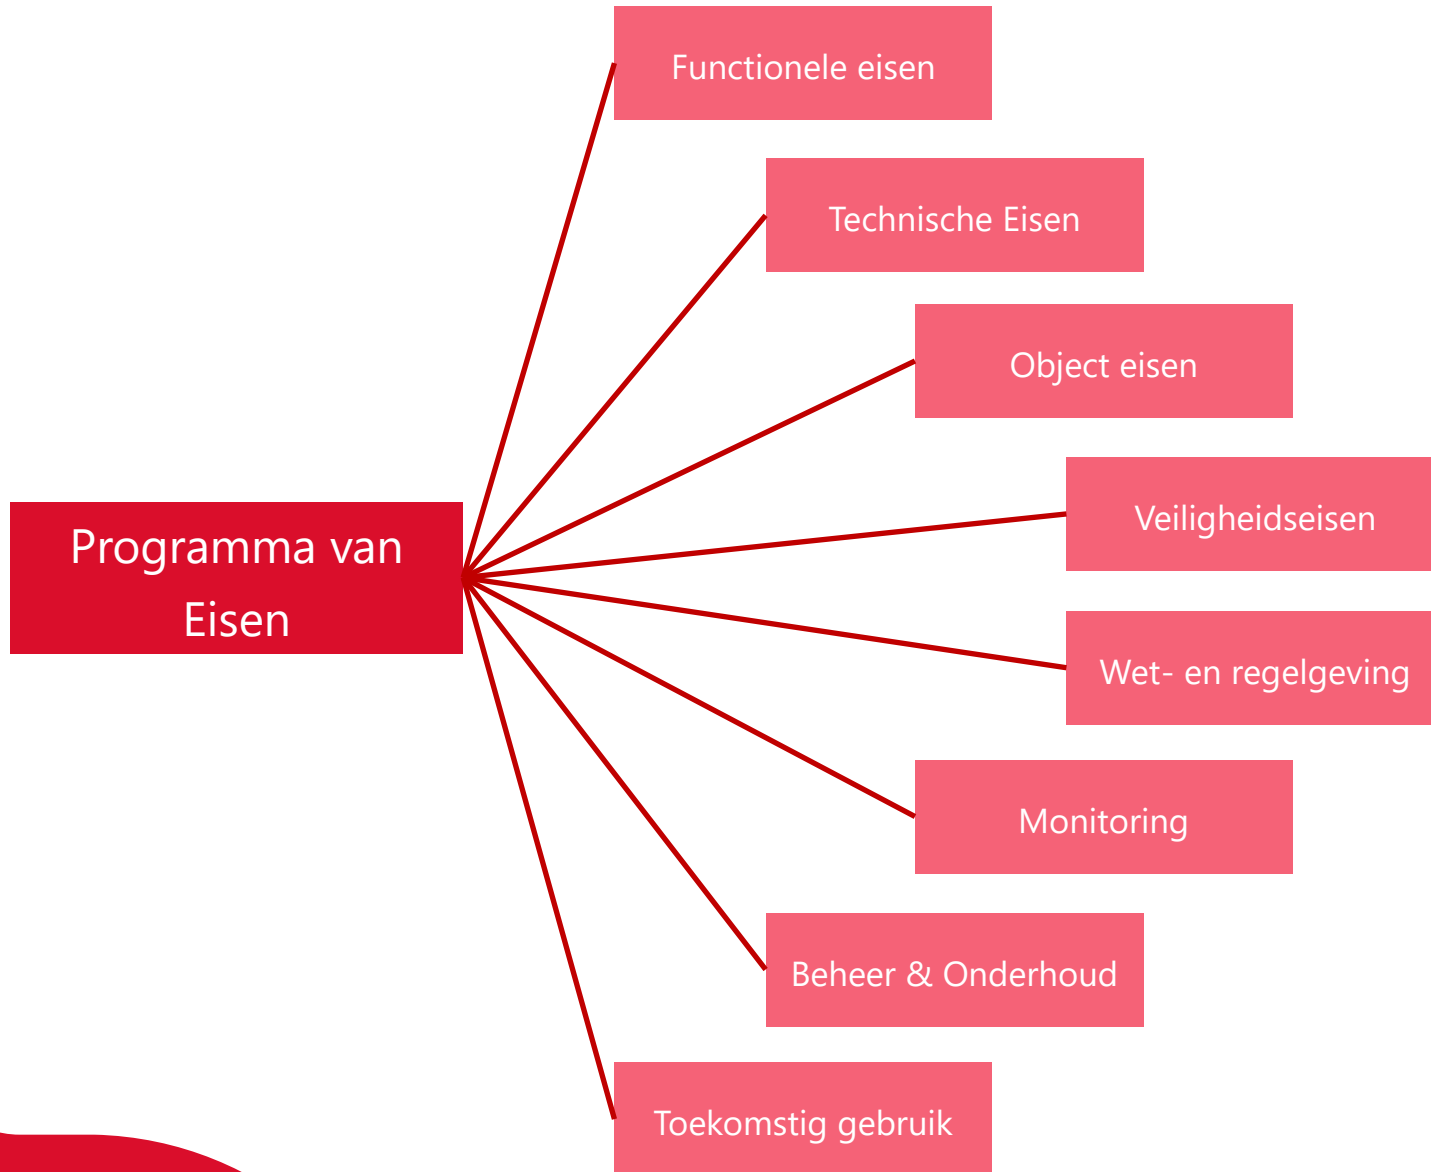 Functionele eisen
Technische Eisen
Object eisen
Veiligheidseisen
Programma van
Eisen
Wet- en regelgeving
Monitoring
Beheer & Onderhoud
Toekomstig gebruik